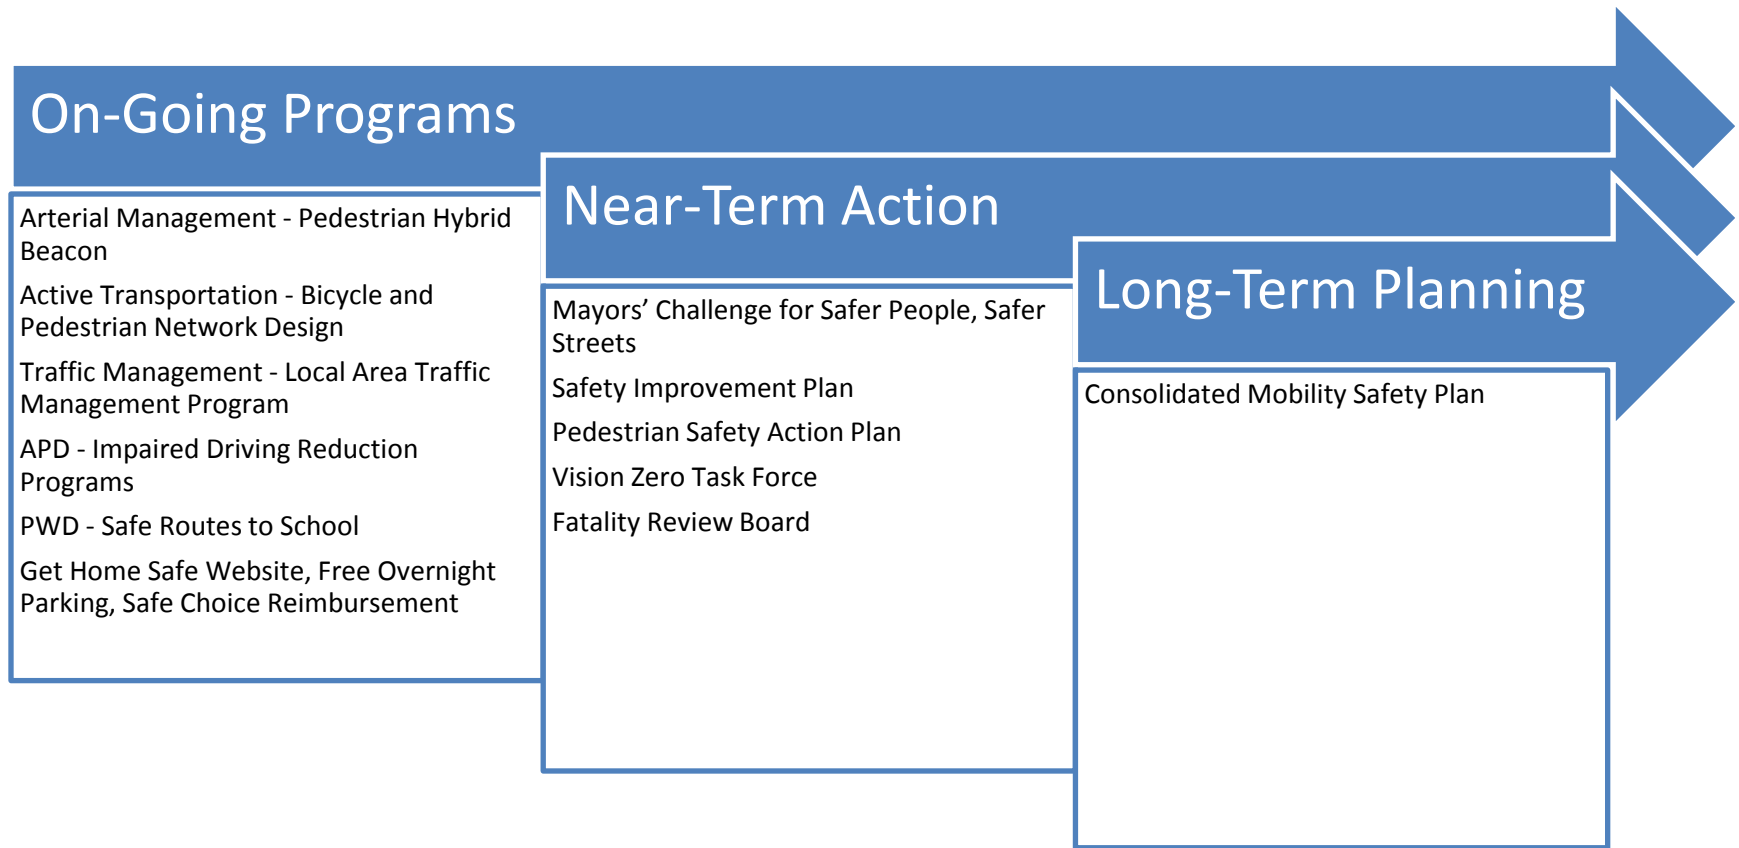 On-Going Programs
Arterial Management - Pedestrian Hybrid
Beacon
Active Transportation - Bicycle and
Pedestrian Network Design
Traffic Management - Local Area Traffic
Management Program
APD - Impaired Driving Reduction
Programs
PWD - Safe Routes to School
Get Home Safe Website, Free Overnight
Parking, Safe Choice Reimbursement
Near-Term Action
Mayors’ Challenge for Safer People, Safer
Streets
Safety Improvement Plan
Pedestrian Safety Action Plan
Vision Zero Task Force
Fatality Review Board
Long-Term Planning
Consolidated Mobility Safety Plan